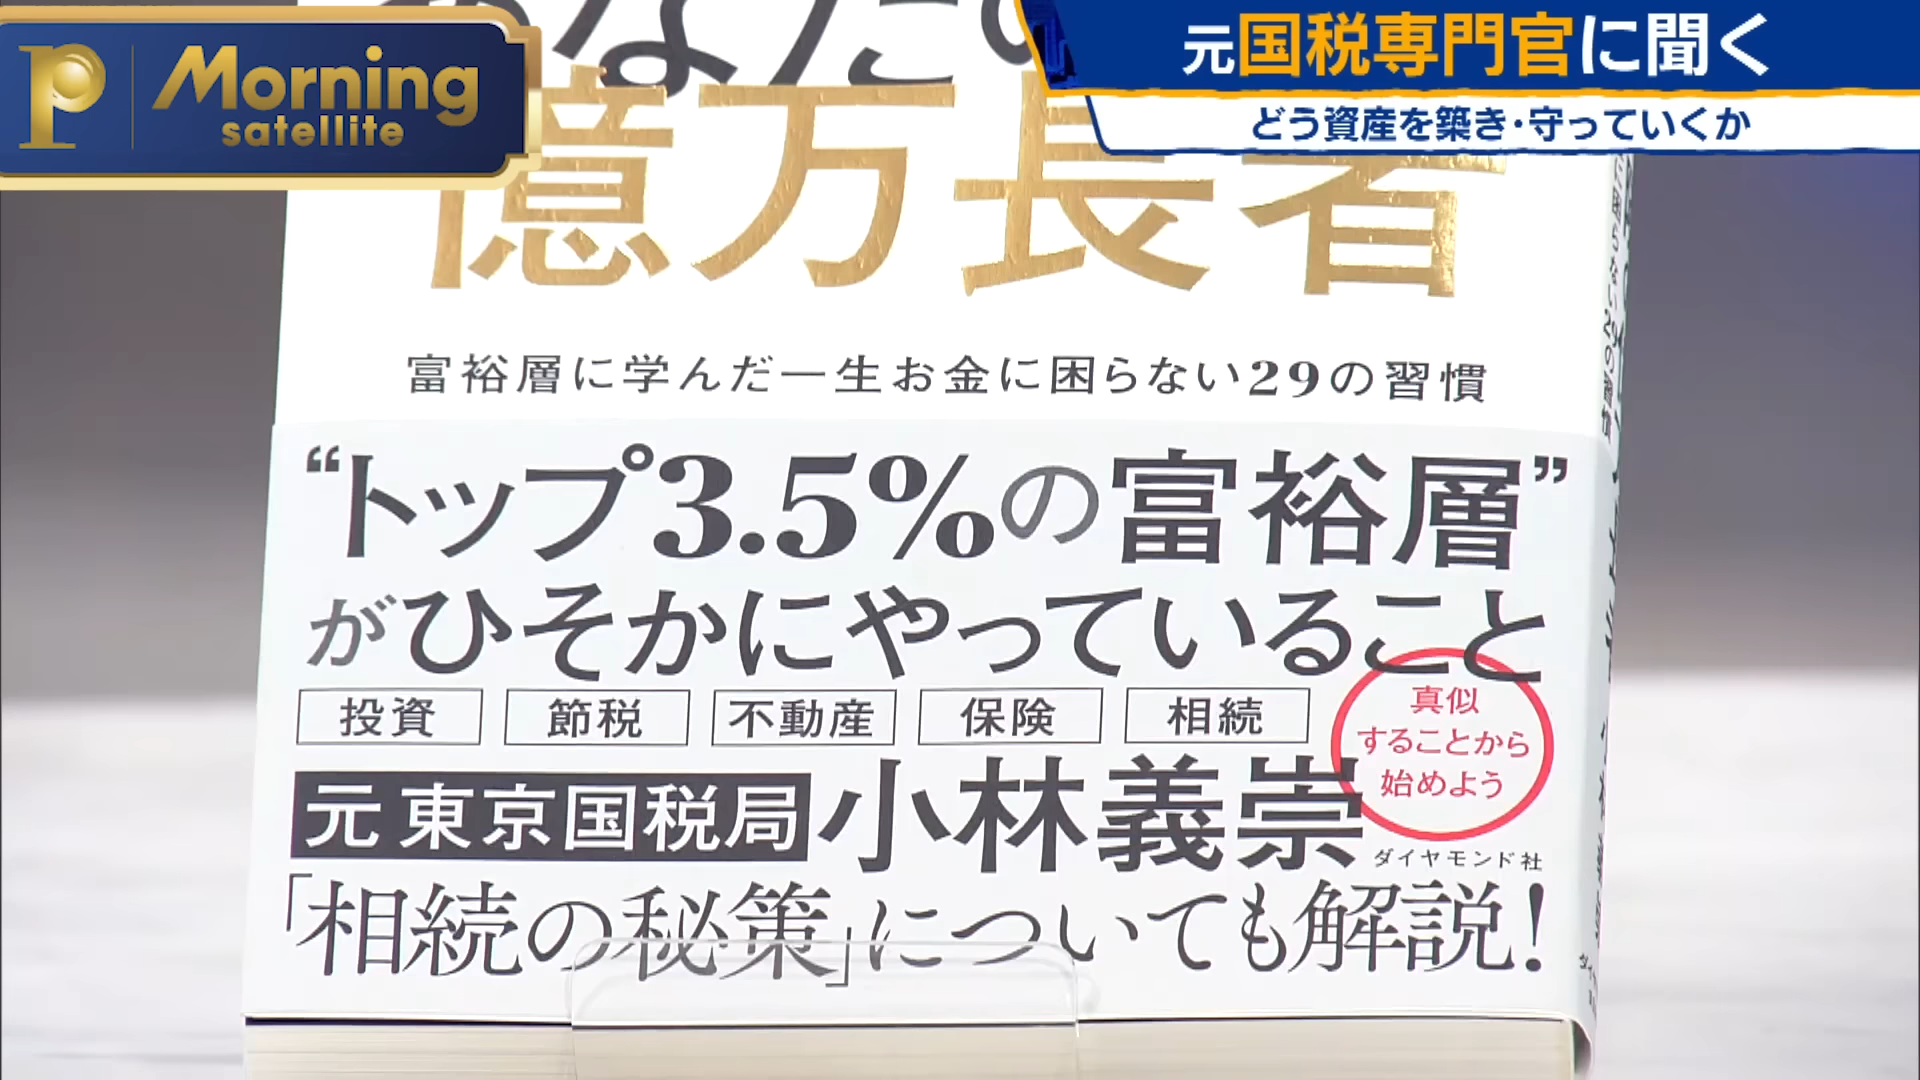 P Morning
satellite
元国税専門官に聞く
どう資産を築き・守っていくか
億万長者
富裕層に学んだ一生お金に困らない29の習慣
“トップ3.5%の富裕層”
がひそかにやっていること
投資 節税 不動産 保険 相続
真似
することから
始めよう
元 東京国税局 小林義崇
ダイヤモンド社
「相続の秘策」についても解説!